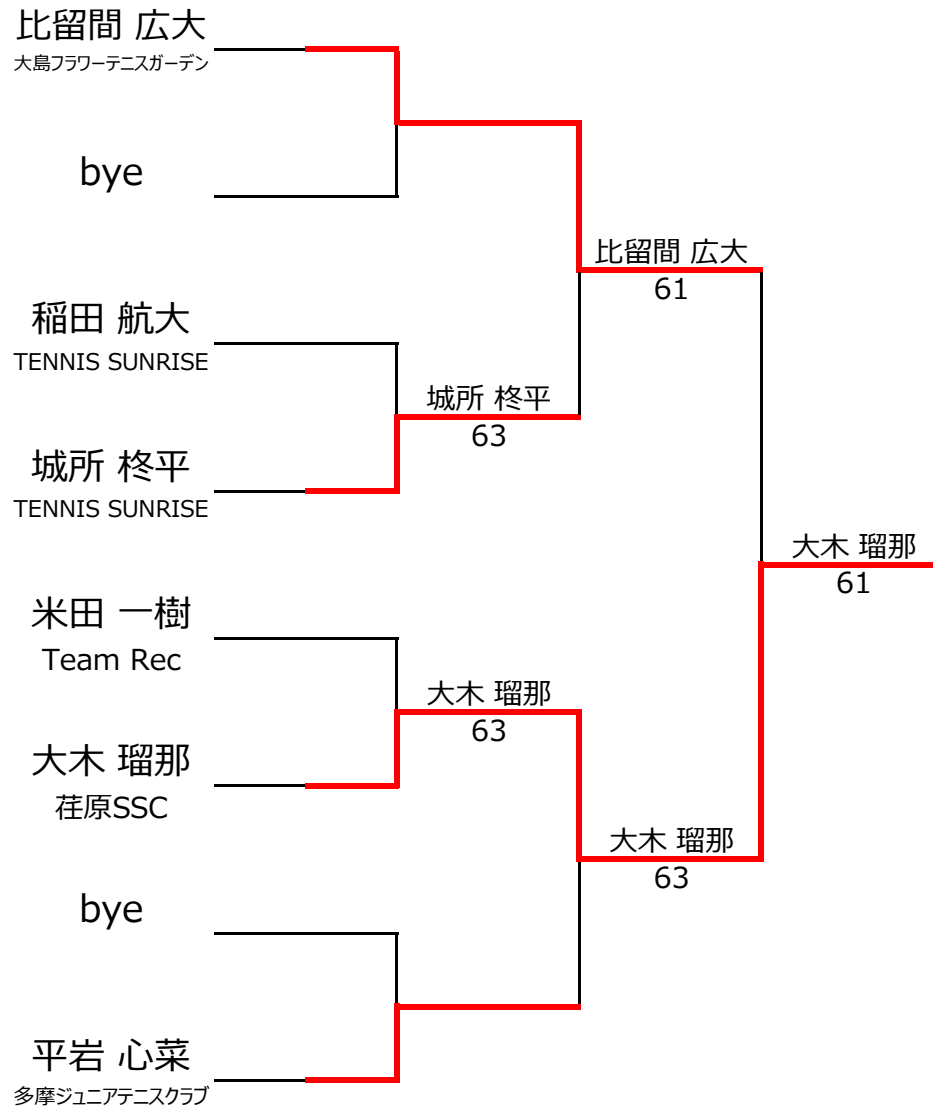 比留間 広大
大島フラワーテニスガーデン
bye
稲田 航大
TENNIS SUNRISE
城所 柊平
TENNIS SUNRISE
米田 一樹
Team Rec
大木 瑠那
荏原SSC
bye
平岩 心菜
多摩ジュニアテニスクラブ
城所 柊平
63
大木 瑠那
63
比留間 広大
61
大木 瑠那
63
大木 瑠那
61